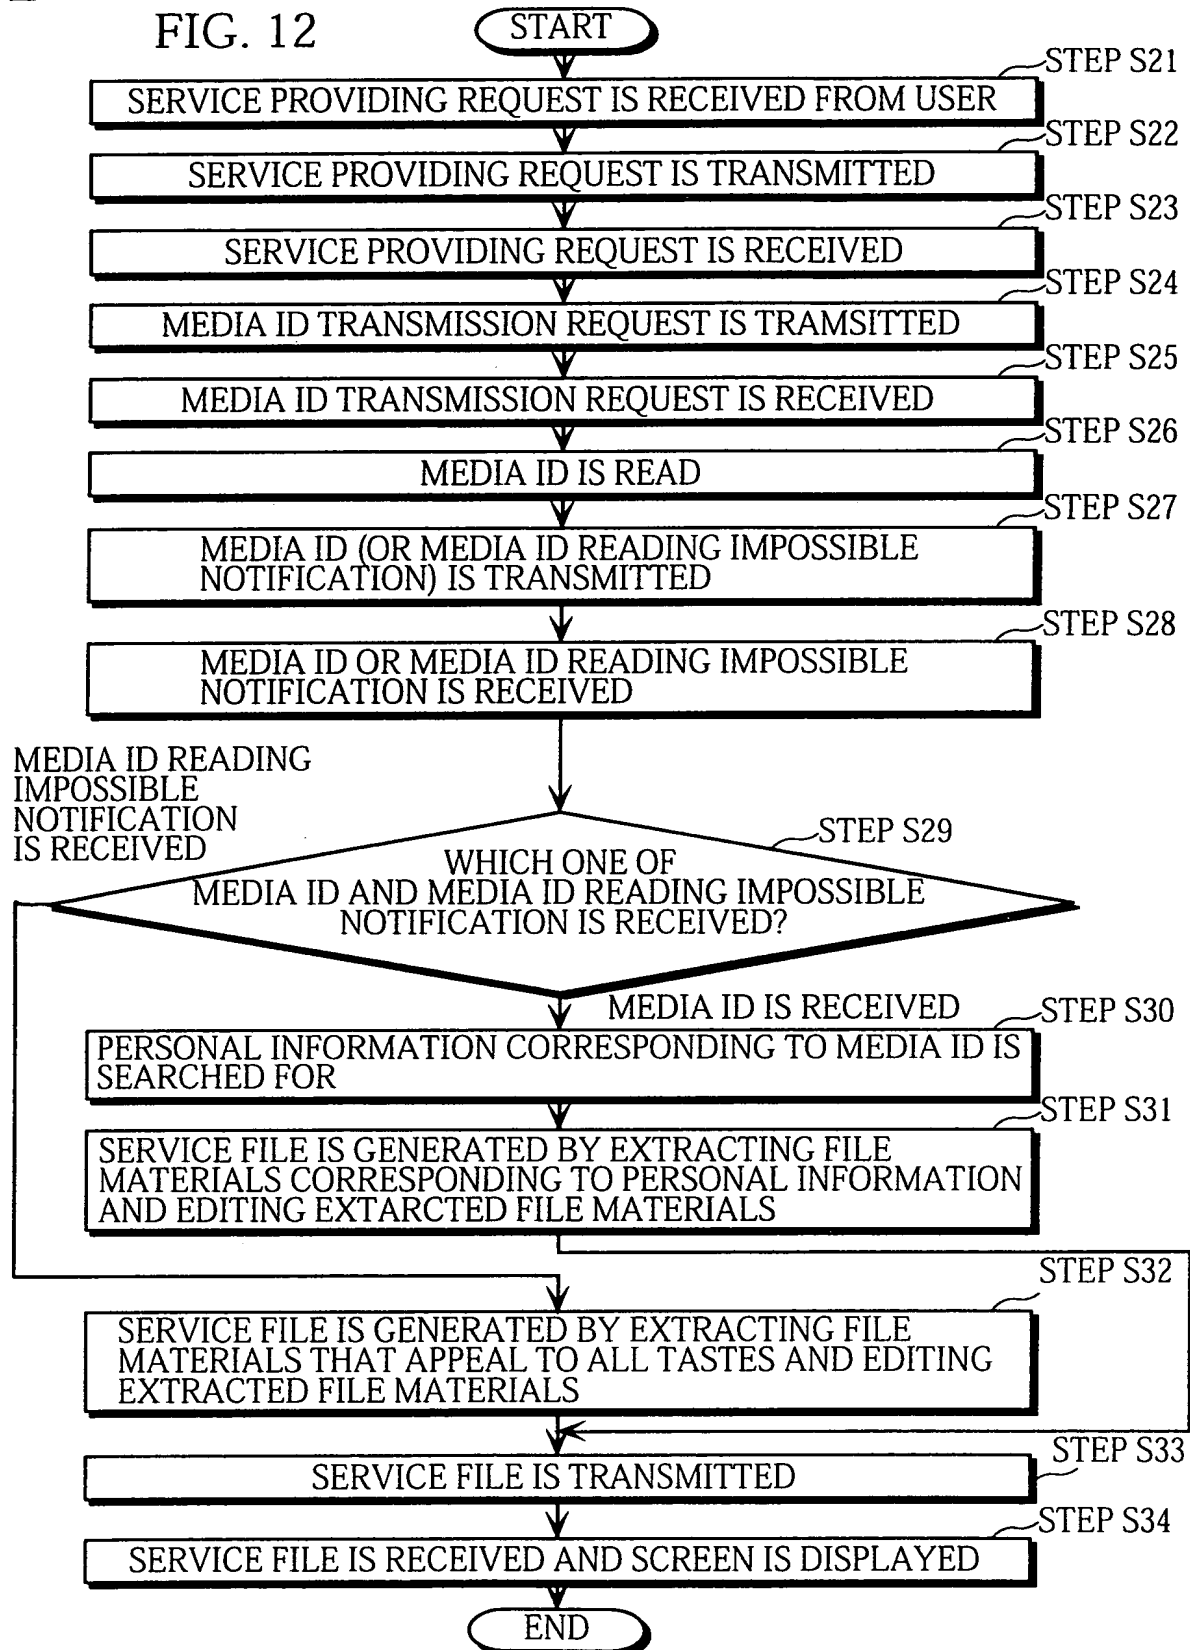 FIG. 12
START
STEP S21
SERVICE PROVIDING REQUEST IS RECEIVED FROM USER
STEP S22
SERVICE PROVIDING REQUEST IS TRANSMITTED
STEP S23
SERVICE PROVIDING REQUEST IS RECEIVED
STEP S24
MEDIA ID TRANSMISSION REQUEST IS TRAMSITTED
STEP S25
MEDIA ID TRANSMISSION REQUEST IS RECEIVED
STEP S26
MEDIA ID IS READ
STEP S27
MEDIA ID (OR MEDIA ID READING IMPOSSIBLE
NOTIFICATION) IS TRANSMITTED
STEP S28
MEDIA ID OR MEDIA ID READING IMPOSSIBLE
NOTIFICATION IS RECEIVED
MEDIA ID READING
IMPOSSIBLE
NOTIFICATION
IS RECEIVED
STEP S29
WHICH ONE OF
MEDIA ID AND MEDIA ID READING IMPOSSIBLE
NOTIFICATION IS RECEIVED?
MEDIA ID IS RECEIVED
STEP S30
PERSONAL INFORMATION CORRESPONDING TO MEDIA ID IS
SEARCHED FOR
STEP S31
SERVICE FILE IS GENERATED BY EXTRACTING FILE
MATERIALS CORRESPONDING TO PERSONAL INFORMATION
AND EDITING EXTARCTED FILE MATERIALS
STEP S32
SERVICE FILE IS GENERATED BY EXTRACTING FILE
MATERIALS THAT APPEAL TO ALL TASTES AND EDITING
EXTRACTED FILE MATERIALS
STEP S33
SERVICE FILE IS TRANSMITTED
STEP S34
SERVICE FILE IS RECEIVED AND SCREEN IS DISPLAYED
END